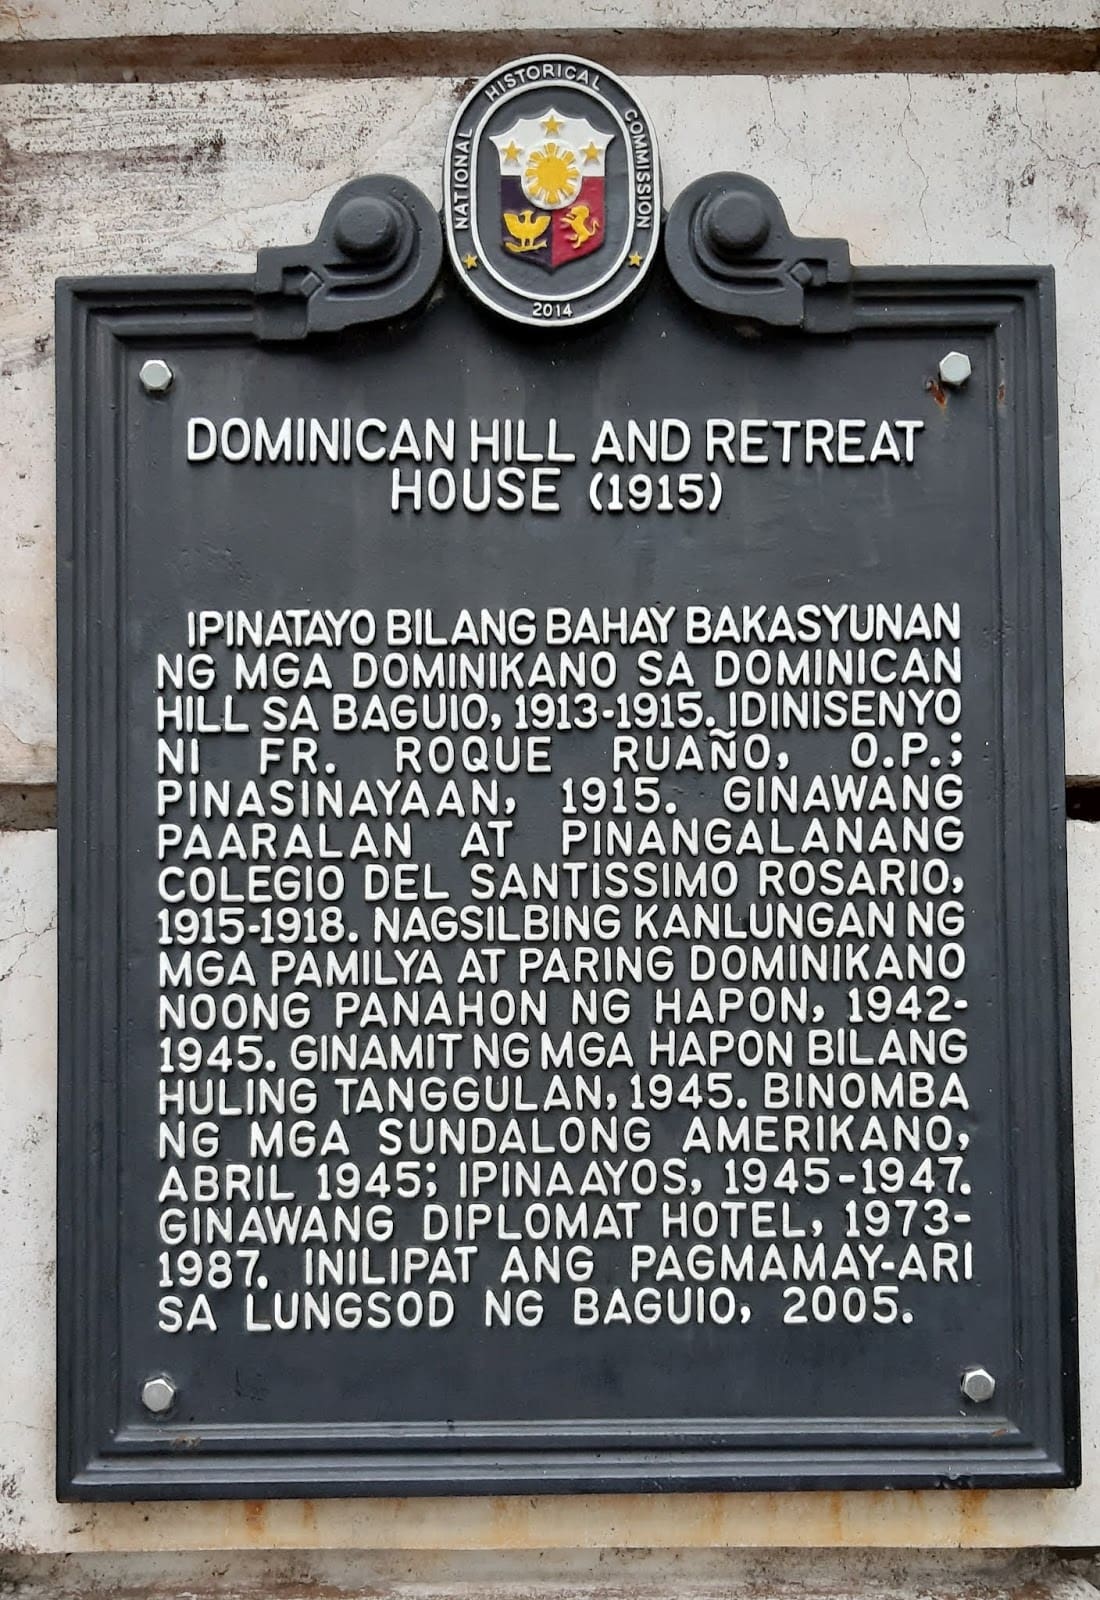 NATIONAL HISTORICAL COMMISSION
2014
DOMINICAN HILL AND RETREAT
HOUSE (1915)
IPINATAYO BILANG BAHAY BAKASYUNAN
NG MGA DOMINIKANO SA DOMINICAN
HILL SA BAGUIO, 1913-1915. IDINISENYO
NI FR. ROQUE RUAÑO, O.P.;
PINASINAYAAN, 1915. GINAWANG
PAARALAN AT PINANGALANANG
COLEGIO DEL SANTISSIMO ROSARIO,
1915-1918. NAGSILBING KANLUNGAN NG
MGA PAMILYA AT PARING DOMINIKANO
NOONG PANAHON NG HAPON, 1942-
1945. GINAMIT NG MGA HAPON BILANG
HULING TANGGULAN, 1945. BINOMBA
NG MGA SUNDALONG AMERIKANO,
ABRIL 1945; IPINAAYOS, 1945-1947.
GINAWANG DIPLOMAT HOTEL, 1973-
1987. INILIPAT ANG PAGMAMAY-ARI
SA LUNGSOD NG BAGUIO, 2005.